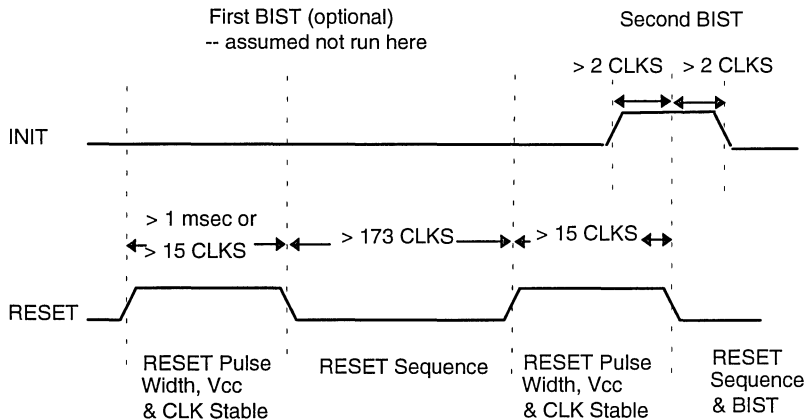 First BIST (optional)
-- assumed not run here
Second BIST
> 2 CLKS
> 2 CLKS
INIT
> 1 msec or
> 15 CLKS
> 173 CLKS
> 15 CLKS
RESET
RESET Pulse
Width, Vcc
& CLK Stable
RESET Sequence
RESET Pulse
Width, Vcc
& CLK Stable
RESET
Sequence
& BIST